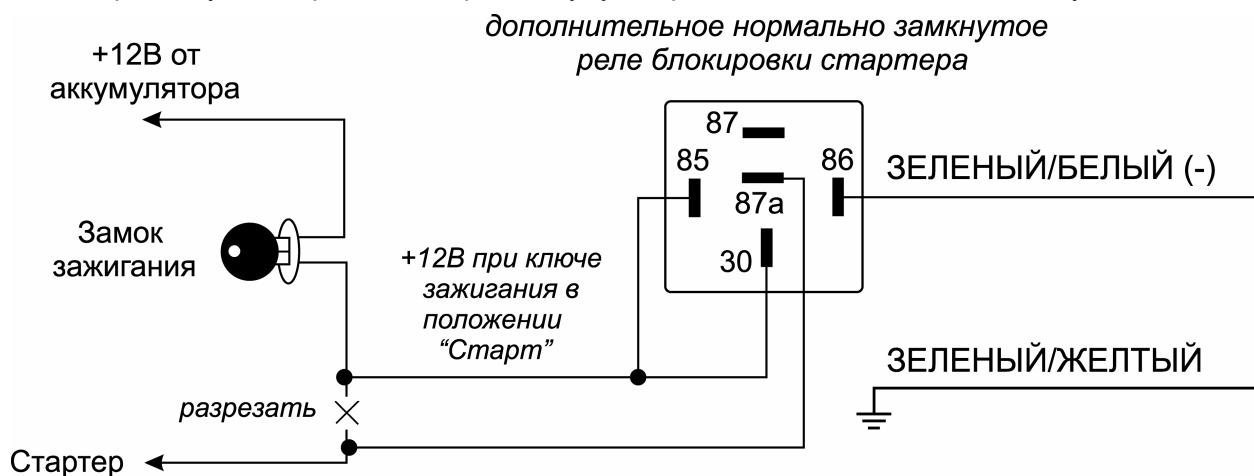 дополнительное нормально замкнутое
реле блокировки стартера
+12В от
аккумулятора
87
85
86
87а
30
ЗЕЛЕНЫЙ/БЕЛЫЙ (-)
Замок
зажигания
+12В при ключе
зажигания в
положении
“Старт”
ЗЕЛЕНЫЙ/ЖЕЛТЫЙ
разрезать
Стартер